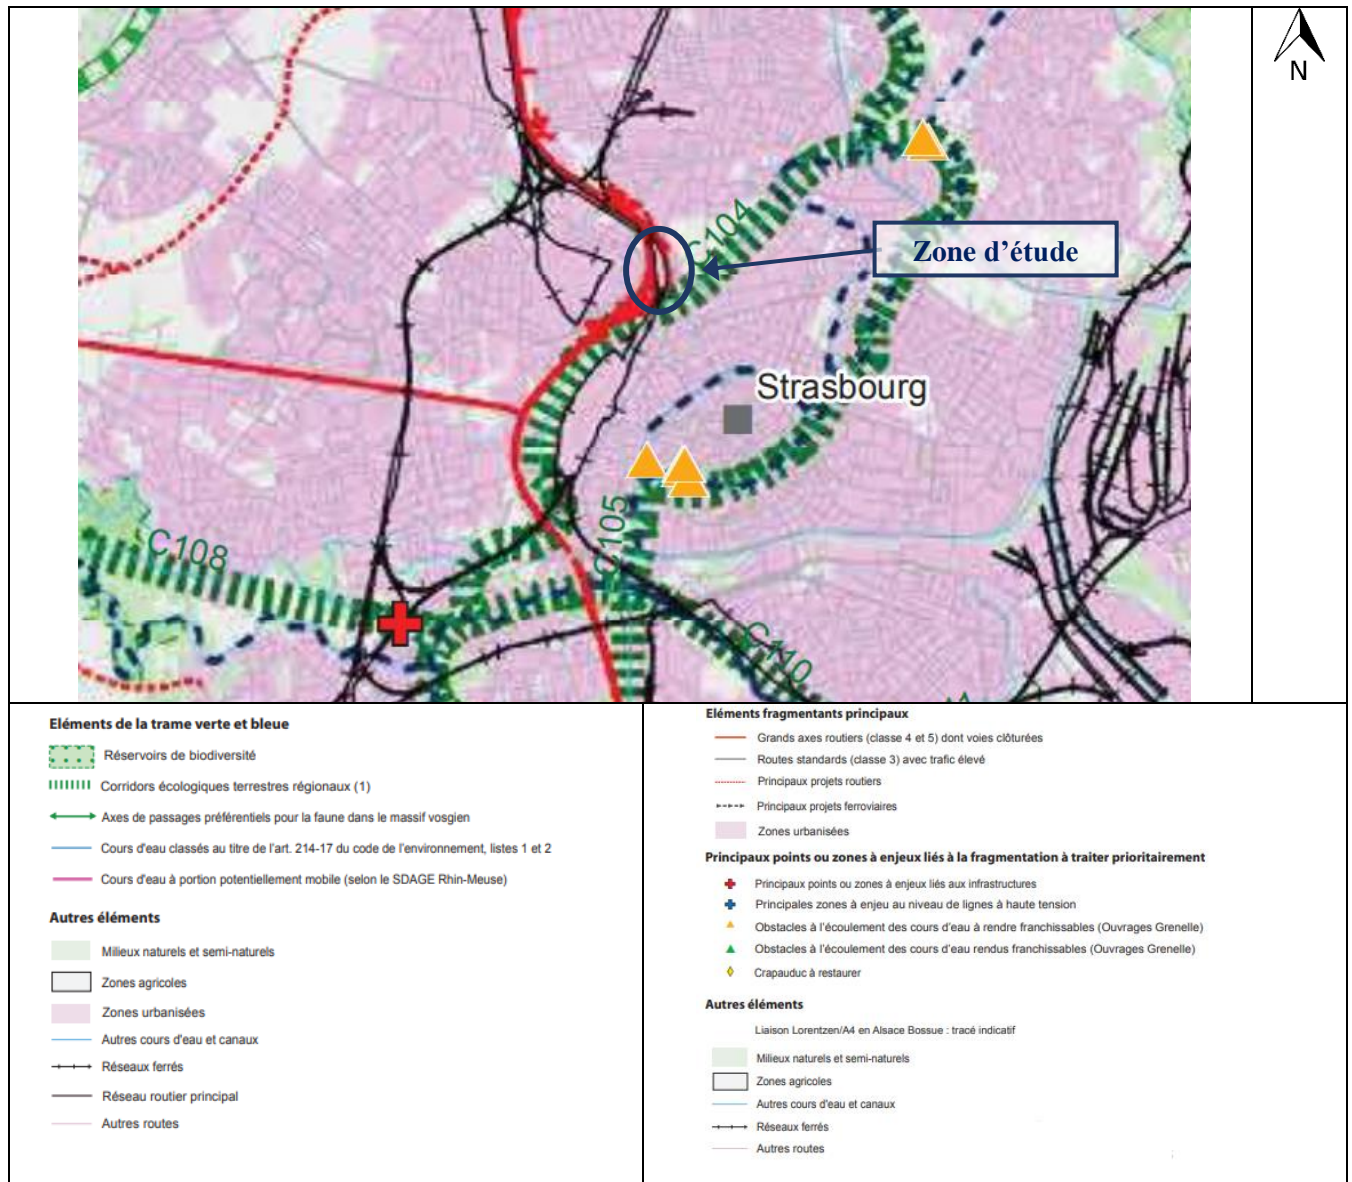 N
C104
Zone d'étude
Strasbourg
C105
C108
C110
Eléments de la trame verte et bleue
Réservoirs de biodiversité
Corridors écologiques terrestres régionaux (1)
Axes de passages préférentiels pour la faune dans le massif vosgien
Cours d'eau classés au titre de l'art. 214-17 du code de l'environnement, listes 1 et 2
Cours d'eau à portion potentiellement mobile (selon le SDAGE Rhin-Meuse)
Autres éléments
Milieux naturels et semi-naturels
Zones agricoles
Zones urbanisées
Autres cours d'eau et canaux
Réseaux ferrés
Réseau routier principal
Autres routes
Eléments fragmentants principaux
Grands axes routiers (classe 4 et 5) dont voies clôturées
Routes standards (classe 3) avec trafic élevé
Principaux projets routiers
Principaux projets ferroviaires
Zones urbanisées
Principaux points ou zones à enjeux liés à la fragmentation à traiter prioritairement
Principaux points ou zones à enjeux liés aux infrastructures
Principales zones à enjeu au niveau de lignes à haute tension
Obstacles à l'écoulement des cours d'eau à rendre franchissables (Ouvrages Grenelle)
Obstacles à l'écoulement des cours d'eau rendus franchissables (Ouvrages Grenelle)
Crapauduc à restaurer
Autres éléments
Liaison Lorentzen/A4 en Alsace Bossue : tracé indicatif
Milieux naturels et semi-naturels
Zones agricoles
Autres cours d'eau et canaux
Réseaux ferrés
Autres routes